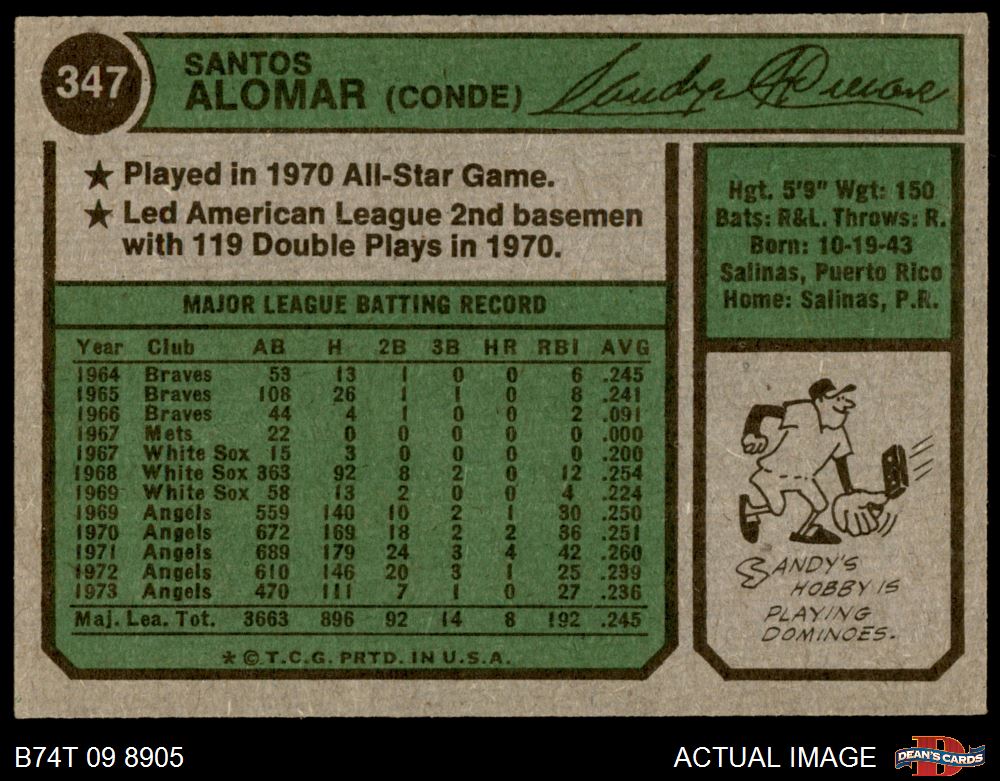 347
SANTOS
ALOMAR (CONDE)
Sandy Alomar
★ Played in 1970 All-Star Game.
★ Led American League 2nd basemen
with 119 Double Plays in 1970.
MAJOR LEAGUE BATTING RECORD
Year Club AB H 2B 3B HR RBI AVG
1964 Braves 53 13 1 0 0 6 .245
1965 Braves 108 26 1 1 0 8 .241
1966 Braves 44 4 1 0 0 2 .091
1967 Mets 22 0 0 0 0 0 .000
1967 White Sox 15 3 0 0 0 0 .200
1968 White Sox 363 92 8 2 0 12 .254
1969 White Sox 58 13 2 0 0 4 .224
1969 Angels 559 140 10 2 1 30 .250
1970 Angels 672 169 18 2 2 36 .251
1971 Angels 689 179 24 3 4 42 .260
1972 Angels 610 146 20 3 1 25 .239
1973 Angels 470 111 7 1 0 27 .236
Maj. Lea. Tot. 3663 896 92 14 8 192 .245
* © T.C.G. PRTD. IN U.S.A.
Hgt. 5'9" Wgt: 150
Bats: R&L. Throws: R.
Born: 10-19-43
Salinas, Puerto Rico
Home: Salinas, P.R.
SANDY'S
HOBBY IS
PLAYING
DOMINOES.
B74T 09 8905
ACTUAL IMAGE
DEAN'S CARDS